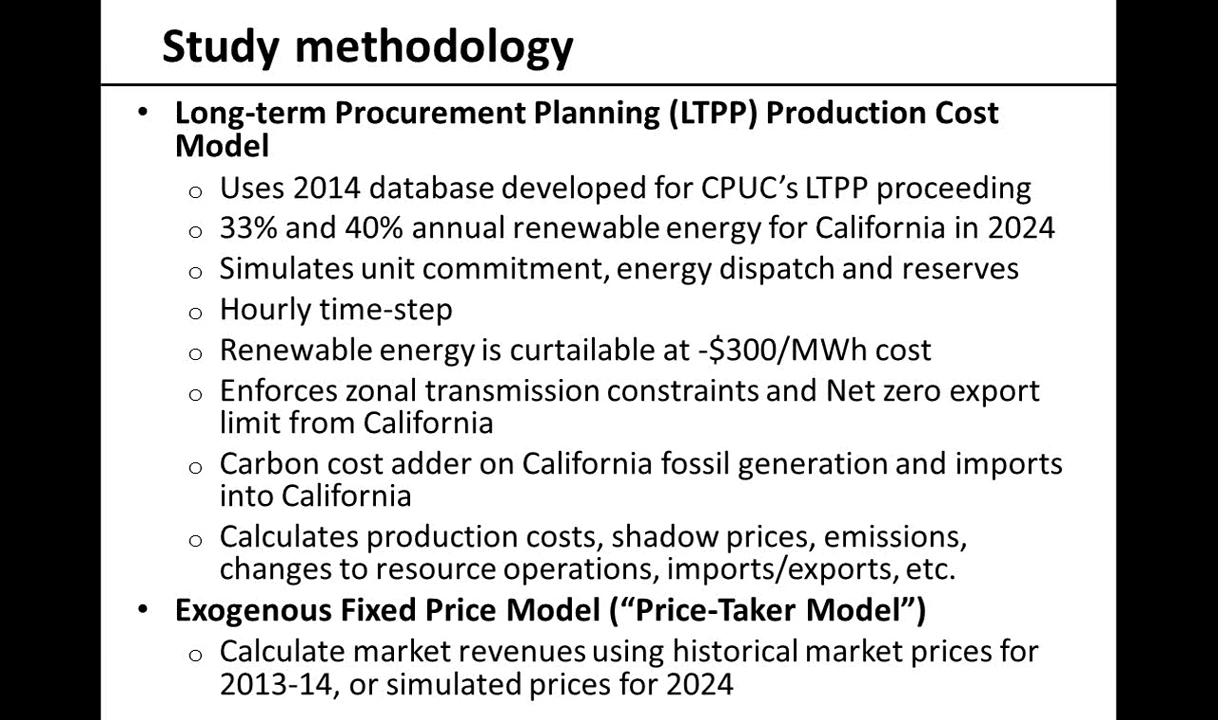 Study methodology
• Long-term Procurement Planning (LTPP) Production Cost
Model
o Uses 2014 database developed for CPUC’s LTPP proceeding
o 33% and 40% annual renewable energy for California in 2024
o Simulates unit commitment, energy dispatch and reserves
o Hourly time-step
o Renewable energy is curtailable at -$300/MWh cost
o Enforces zonal transmission constraints and Net zero export
limit from California
o Carbon cost adder on California fossil generation and imports
into California
o Calculates production costs, shadow prices, emissions,
changes to resource operations, imports/exports, etc.
• Exogenous Fixed Price Model (“Price-Taker Model”)
o Calculate market revenues using historical market prices for
2013-14, or simulated prices for 2024